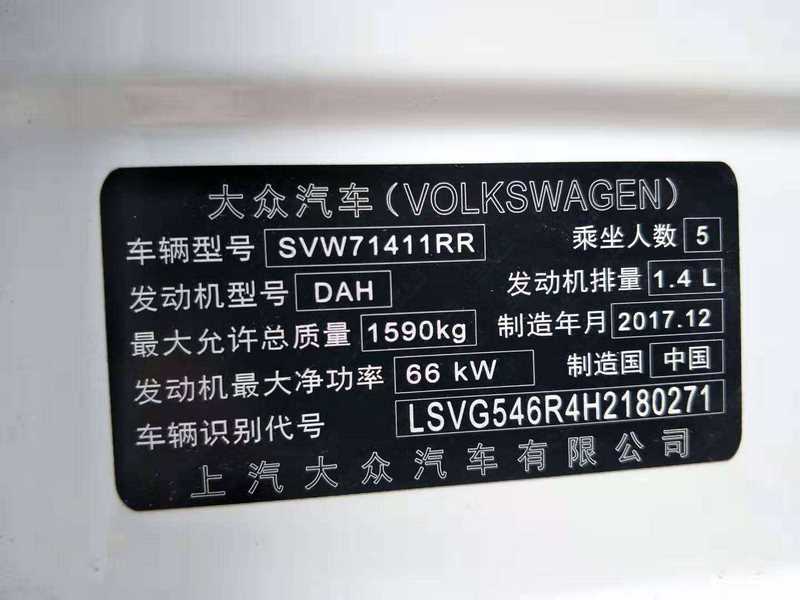 大众汽车(VOLKSWAGEN)
车辆型号 SVW71411RR 乘坐人数 5
发动机型号 DAH 发动机排量 1.4 L
最大允许总质量 1590kg 制造年月 2017.12
发动机最大净功率 66 kW 制造国 中国
车辆识别代号 LSVG546R4H2180271
上汽大众汽车有限公司